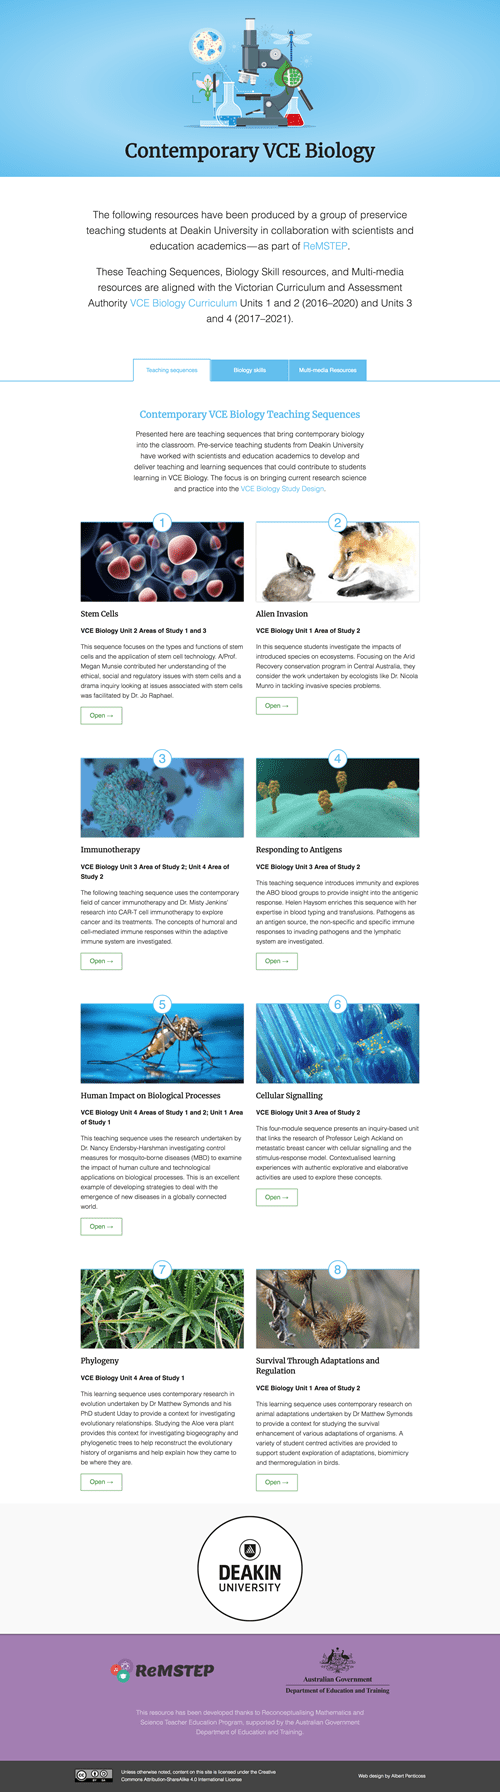 Contemporary VCE Biology
The following resources have been produced by a group of preservice
teaching students at Deakin University in collaboration with scientists and
education academics—as part of ReMSTEP.
These Teaching Sequences, Biology Skill resources, and Multi-media
resources are aligned with the Victorian Curriculum and Assessment
Authority VCE Biology Curriculum Units 1 and 2 (2016–2020) and Units 3
and 4 (2017–2021).
Teaching sequences
Biology skills
Multi-media Resources
Contemporary VCE Biology Teaching Sequences
Presented here are teaching sequences that bring contemporary biology
into the classroom. Pre-service teaching students from Deakin University
have worked with scientists and education academics to develop and
deliver teaching and learning sequences that could contribute to students
learning in VCE Biology. The focus is on bringing current research science
and practice into the VCE Biology Study Design.
1
Stem Cells
VCE Biology Unit 2 Areas of Study 1 and 3
This sequence focuses on the types and functions of stem
cells and the application of stem cell technology. A/Prof.
Megan Munsie contributed her understanding of the
ethical, social and regulatory issues with stem cells and a
drama inquiry looking at issues associated with stem cells
was facilitated by Dr. Jo Raphael.
Open →
2
Alien Invasion
VCE Biology Unit 1 Area of Study 2
In this sequence students investigate the impacts of
introduced species on ecosystems. Focusing on the Arid
Recovery conservation program in Central Australia, they
consider the work undertaken by ecologists like Dr. Nicola
Munro in tackling invasive species problems.
Open →
3
Immunotherapy
VCE Biology Unit 3 Area of Study 2; Unit 4 Area of
Study 2
The following teaching sequence uses the contemporary
field of cancer immunotherapy and Dr. Misty Jenkins'
research into CAR-T cell immunotherapy to explore
cancer and its treatments. The concepts of humoral and
cell-mediated immune responses within the adaptive
immune system are investigated.
Open →
4
Responding to Antigens
VCE Biology Unit 3 Area of Study 2
This teaching sequence introduces immunity and explores
the ABO blood groups to provide insight into the antigenic
response. Helen Haysom enriches this sequence with her
expertise in blood typing and transfusions. Pathogens as
an antigen source, the non-specific and specific immune
responses to invading pathogens and the lymphatic
system are investigated.
Open →
5
Human Impact on Biological Processes
VCE Biology Unit 4 Areas of Study 1 and 2; Unit 1 Area
of Study 1
This teaching sequence uses the research undertaken by
Dr. Nancy Endersby-Harshman investigating control
measures for mosquito-borne diseases (MBD) to examine
the impact of human culture and technological
applications on biological processes. This is an excellent
example of developing strategies to deal with the
emergence of new diseases in a globally connected
world.
Open →
6
Cellular Signalling
VCE Biology Unit 3 Area of Study 2
This four-module sequence presents an inquiry-based unit
that links the research of Professor Leigh Ackland on
metastatic breast cancer with cellular signalling and the
stimulus-response model. Contextualised learning
experiences with authentic explorative and elaborative
activities are used to explore these concepts.
Open →
7
Phylogeny
VCE Biology Unit 4 Area of Study 1
This learning sequence uses contemporary research in
evolution undertaken by Dr Matthew Symonds and his
PhD student Uday to provide a context for investigating
evolutionary relationships. Studying the Aloe vera plant
provides this context for investigating biogeography and
phylogenetic trees to help reconstruct the evolutionary
history of organisms and help explain how they came to
be where they are.
Open →
8
Survival Through Adaptations and
Regulation
VCE Biology Unit 1 Area of Study 2
This learning sequence uses contemporary research on
animal adaptations undertaken by Dr Matthew Symonds
to provide a context for studying the survival
enhancement of various adaptations of organisms. A
variety of student centred activities are provided to
support student exploration of adaptations, biomimicry
and thermoregulation in birds.
Open →
DEAKIN
UNIVERSITY
ReMSTEP
Australian Government
Department of Education and Training
This resource has been developed thanks to Reconceptualising Mathematics and
Science Teacher Education Program, supported by the Australian Government
Department of Education and Training.
Unless otherwise noted, content on this site is licensed under the Creative
Commons Attribution-ShareAlike 4.0 International License
Web design by Albert Penticoss